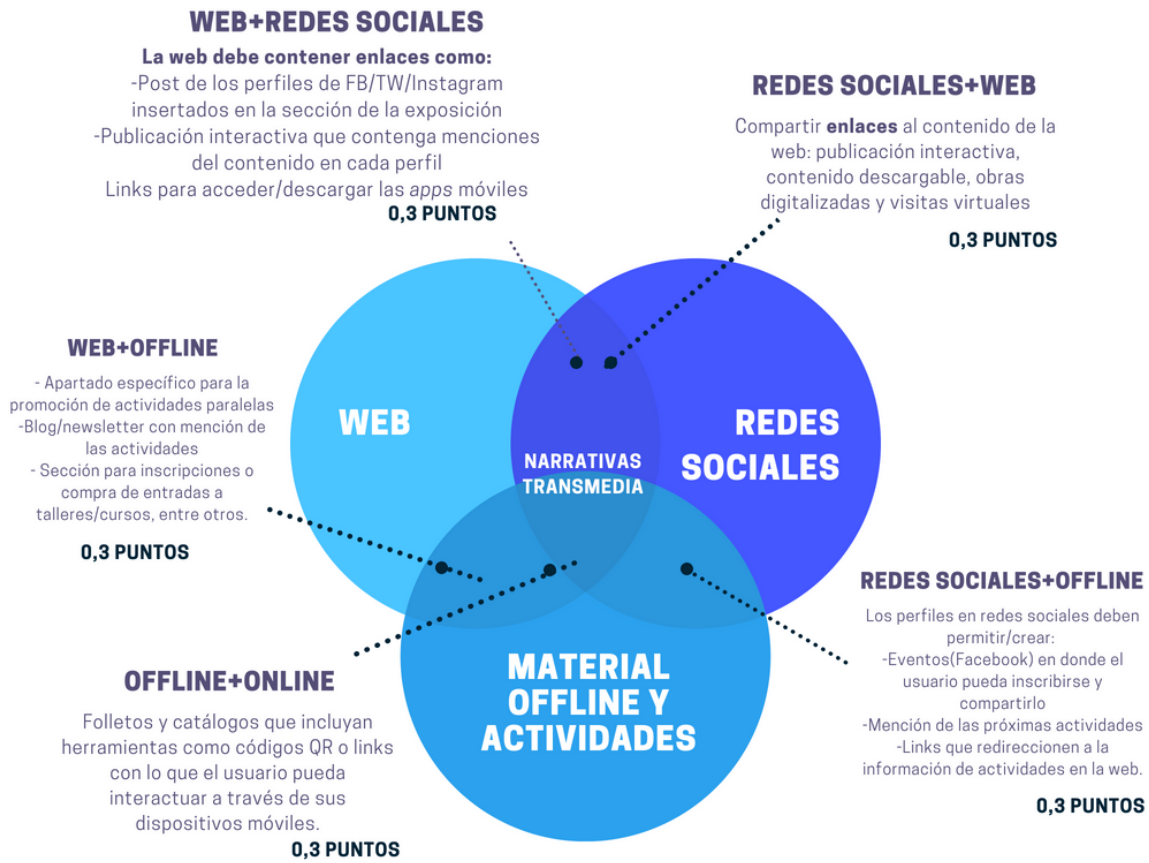 WEB+REDES SOCIALES
La web debe contener enlaces como:
-Post de los perfiles de FB/TW/Instagram
insertados en la sección de la exposición
-Publicación interactiva que contenga menciones
del contenido en cada perfil
Links para acceder/descargar las apps móviles
0,3 PUNTOS
REDES SOCIALES+WEB
Compartir enlaces al contenido de la
web: publicación interactiva,
contenido descargable, obras
digitalizadas y visitas virtuales
0,3 PUNTOS
WEB+OFFLINE
- Apartado específico para la
promoción de actividades paralelas
-Blog/newsletter con mención de
las actividades
- Sección para inscripciones o
compra de entradas a
talleres/cursos, entre otros.
0,3 PUNTOS
WEB
REDES
SOCIALES
NARRATIVAS
TRANSMEDIA
MATERIAL
OFFLINE Y
ACTIVIDADES
OFFLINE+ONLINE
Folletos y catálogos que incluyan
herramientas como códigos QR o links
con lo que el usuario pueda
interactuar a través de sus
dispositivos móviles.
0,3 PUNTOS
REDES SOCIALES+OFFLINE
Los perfiles en redes sociales deben
permitir/crear:
-Eventos(Facebook) en donde el
usuario pueda inscribirse y
compartirlo
-Mención de las próximas actividades
-Links que redireccionen a la
información de actividades en la web.
0,3 PUNTOS